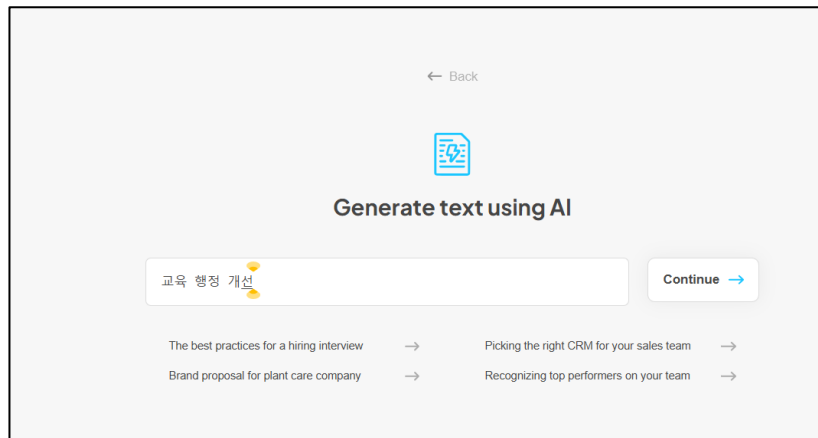 ← Back
Generate text using AI
교육 행정 개선
Continue →
The best practices for a hiring interview →
Picking the right CRM for your sales team →
Brand proposal for plant care company →
Recognizing top performers on your team →